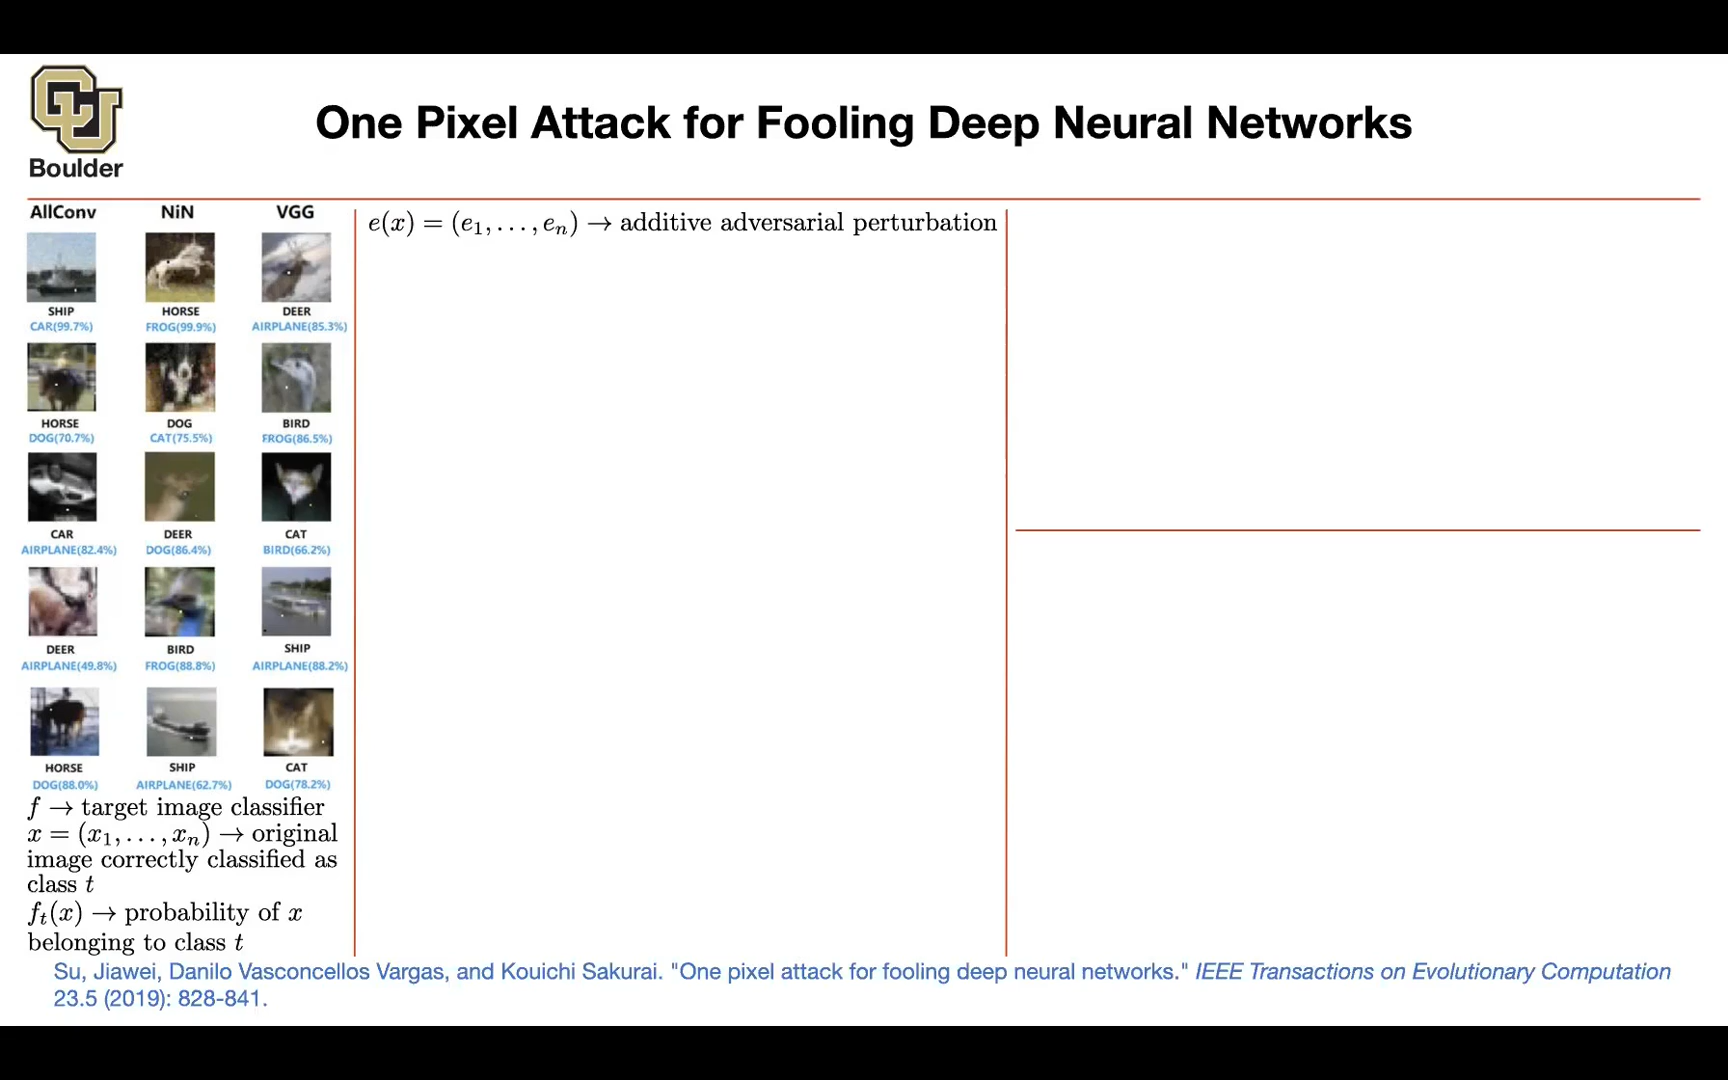 CU
Boulder
One Pixel Attack for Fooling Deep Neural Networks
AllConv NiN VGG
SHIP HORSE DEER
CAR(99.7%) FROG(99.9%) AIRPLANE(85.3%)
HORSE DOG BIRD
DOG(70.7%) CAT(75.5%) FROG(86.5%)
CAR DEER CAT
AIRPLANE(82.4%) DOG(86.4%) BIRD(66.2%)
DEER BIRD SHIP
AIRPLANE(49.8%) FROG(88.8%) AIRPLANE(88.2%)
HORSE SHIP CAT
DOG(88.0%) AIRPLANE(62.7%) DOG(78.2%)
f → target image classifier
x = (x₁, . . . , xₙ) → original
image correctly classified as
class t
fₜ(x) → probability of x
belonging to class t
e(x) = (e₁, . . . , eₙ) → additive adversarial perturbation
Su, Jiawei, Danilo Vasconcellos Vargas, and Kouichi Sakurai. "One pixel attack for fooling deep neural networks." IEEE Transactions on Evolutionary Computation
23.5 (2019): 828-841.